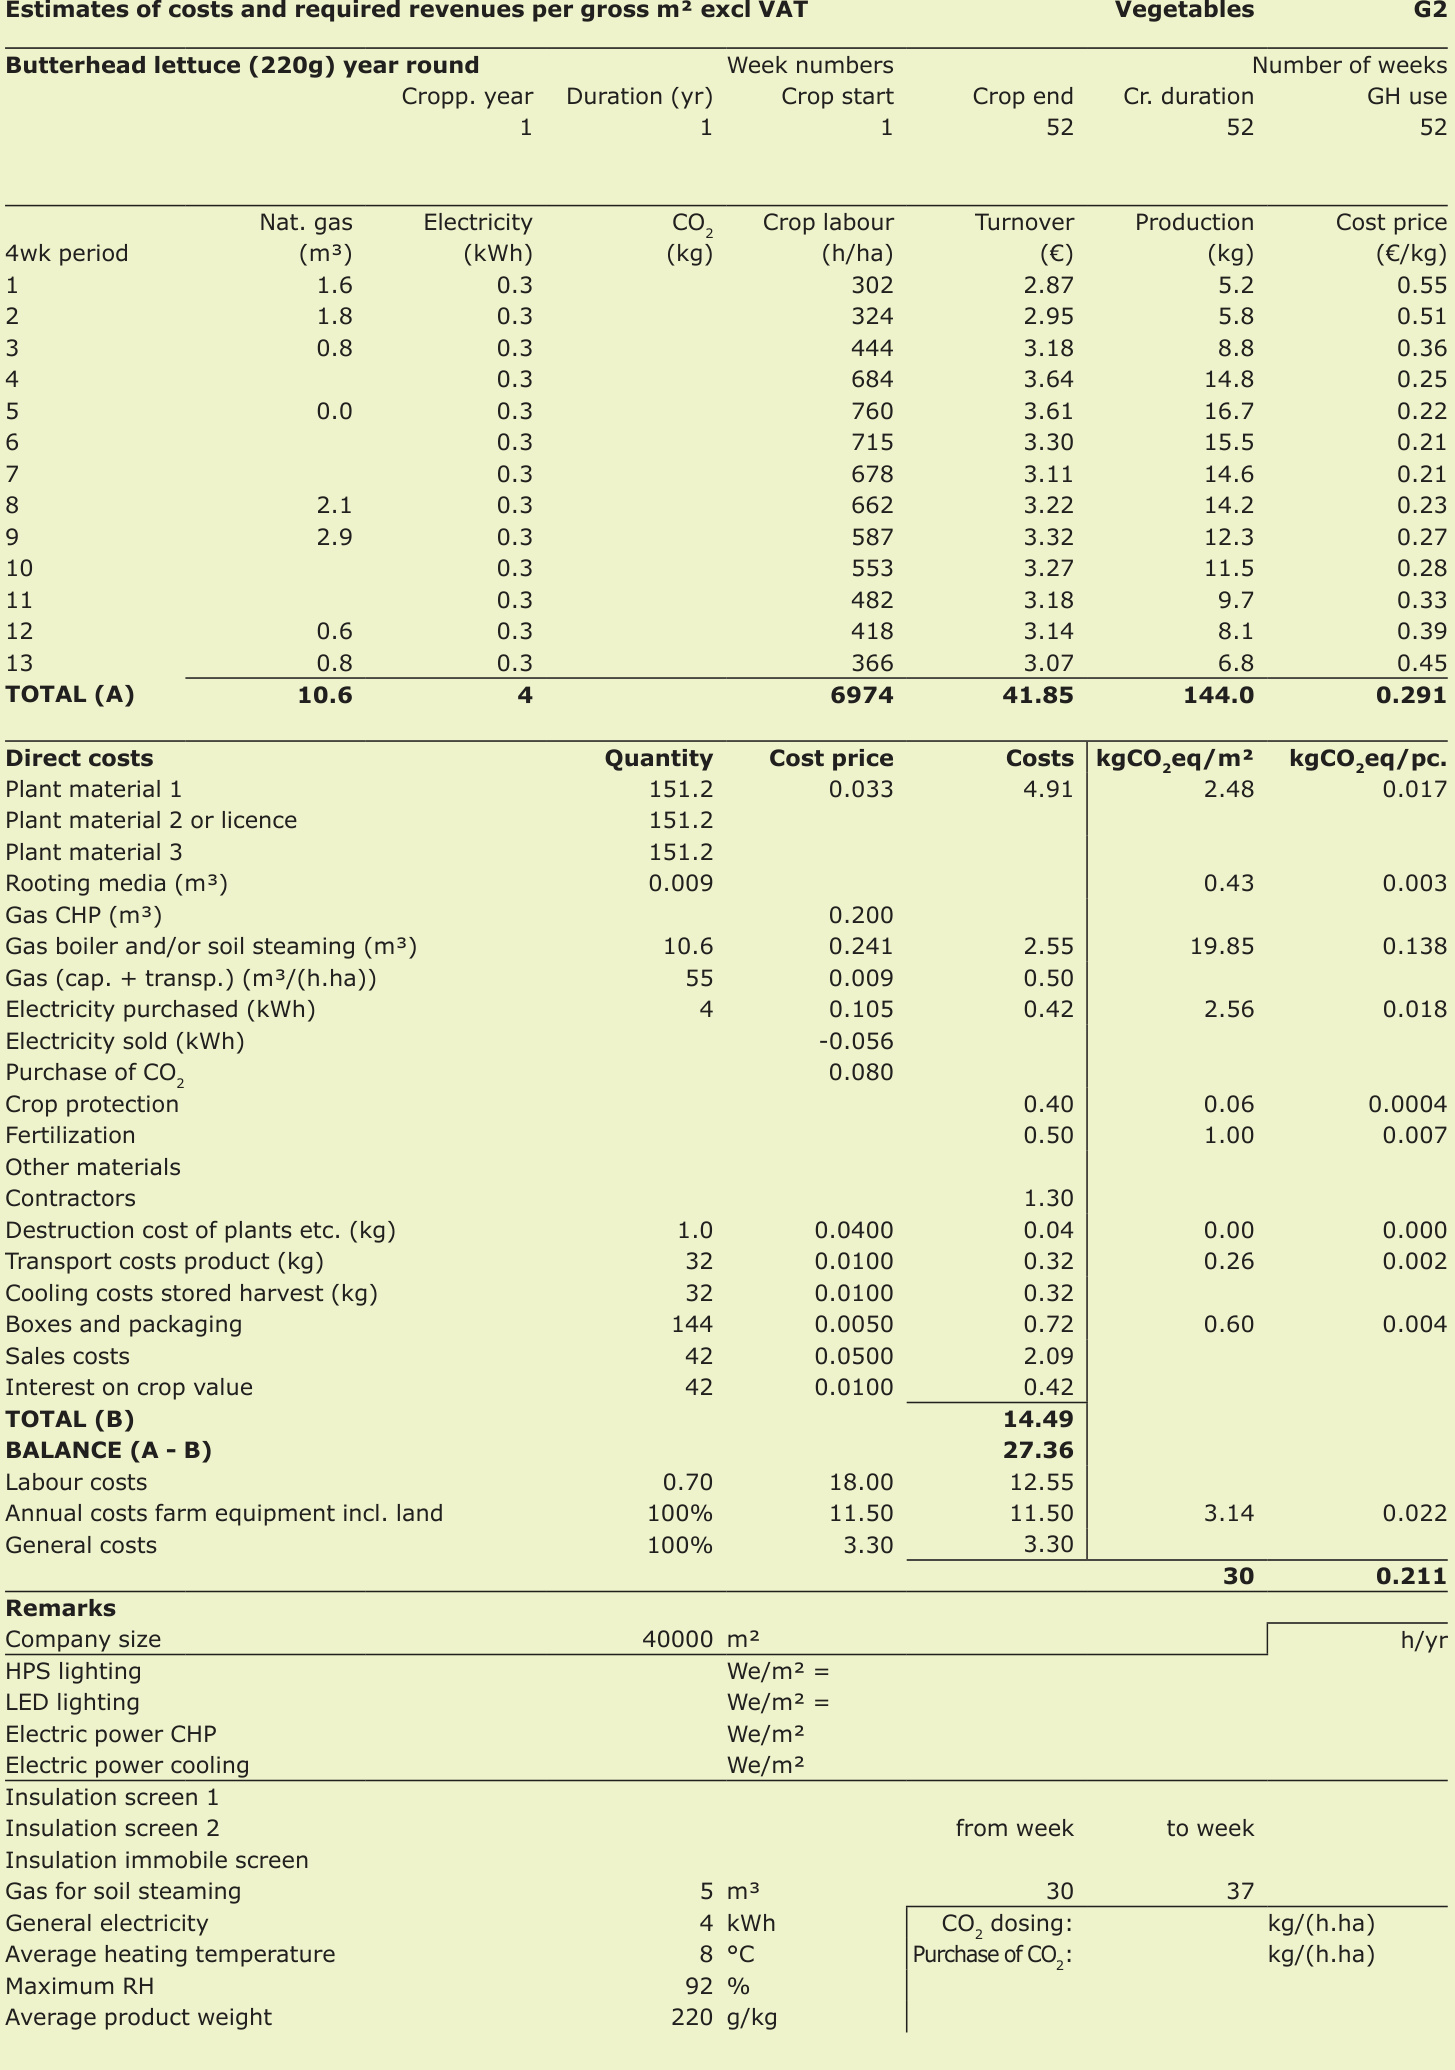 Estimates of costs and required revenues per gross m² excl VAT Vegetables G2
Butterhead lettuce (220g) year round Week numbers Number of weeks
Cropp. year Duration (yr) Crop start Crop end Cr. duration GH use
1 1 1 52 52 52
Nat. gas Electricity CO₂ Crop labour Turnover Production Cost price
4wk period (m³) (kWh) (kg) (h/ha) (€) (kg) (€/kg)
1 1.6 0.3 302 2.87 5.2 0.55
2 1.8 0.3 324 2.95 5.8 0.51
3 0.8 0.3 444 3.18 8.8 0.36
4 0.3 684 3.64 14.8 0.25
5 0.0 0.3 760 3.61 16.7 0.22
6 0.3 715 3.30 15.5 0.21
7 0.3 678 3.11 14.6 0.21
8 2.1 0.3 662 3.22 14.2 0.23
9 2.9 0.3 587 3.32 12.3 0.27
10 0.3 553 3.27 11.5 0.28
11 0.3 482 3.18 9.7 0.33
12 0.6 0.3 418 3.14 8.1 0.39
13 0.8 0.3 366 3.07 6.8 0.45
TOTAL (A) 10.6 4 6974 41.85 144.0 0.291
Direct costs Quantity Cost price Costs kgCO₂eq/m² kgCO₂eq/pc.
Plant material 1 151.2 0.033 4.91 2.48 0.017
Plant material 2 or licence 151.2
Plant material 3 151.2
Rooting media (m³) 0.009 0.43 0.003
Gas CHP (m³) 0.200
Gas boiler and/or soil steaming (m³) 10.6 0.241 2.55 19.85 0.138
Gas (cap. + transp.) (m³/(h.ha)) 55 0.009 0.50
Electricity purchased (kWh) 4 0.105 0.42 2.56 0.018
Electricity sold (kWh) -0.056
Purchase of CO₂ 0.080
Crop protection 0.40 0.06 0.0004
Fertilization 0.50 1.00 0.007
Other materials
Contractors 1.30
Destruction cost of plants etc. (kg) 1.0 0.0400 0.04 0.00 0.000
Transport costs product (kg) 32 0.0100 0.32 0.26 0.002
Cooling costs stored harvest (kg) 32 0.0100 0.32
Boxes and packaging 144 0.0050 0.72 0.60 0.004
Sales costs 42 0.0500 2.09
Interest on crop value 42 0.0100 0.42
TOTAL (B) 14.49
BALANCE (A - B) 27.36
Labour costs 0.70 18.00 12.55
Annual costs farm equipment incl. land 100% 11.50 11.50 3.14 0.022
General costs 100% 3.30 3.30
30 0.211
Remarks
Company size 40000 m² h/yr
HPS lighting We/m² =
LED lighting We/m² =
Electric power CHP We/m²
Electric power cooling We/m²
Insulation screen 1
Insulation screen 2 from week to week
Insulation immobile screen
Gas for soil steaming 5 m³ 30 37
General electricity 4 kWh CO₂ dosing: kg/(h.ha)
Average heating temperature 8 °C Purchase of CO₂: kg/(h.ha)
Maximum RH 92 %
Average product weight 220 g/kg